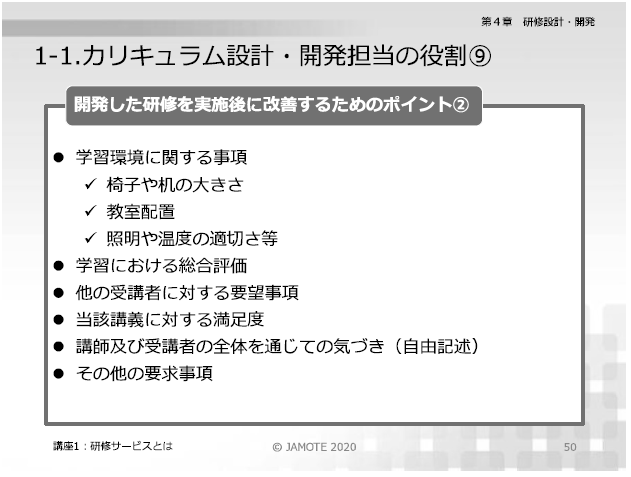 第４章　研修設計・開発
1-1.カリキュラム設計・開発担当の役割⑨
開発した研修を実施後に改善するためのポイント②
● 学習環境に関する事項
✓ 椅子や机の大きさ
✓ 教室配置
✓ 照明や温度の適切さ等
● 学習における総合評価
● 他の受講者に対する要望事項
● 当該講義に対する満足度
● 講師及び受講者の全体を通じての気づき（自由記述）
● その他の要求事項
講座1：研修サービスとは
© JAMOTE 2020
50